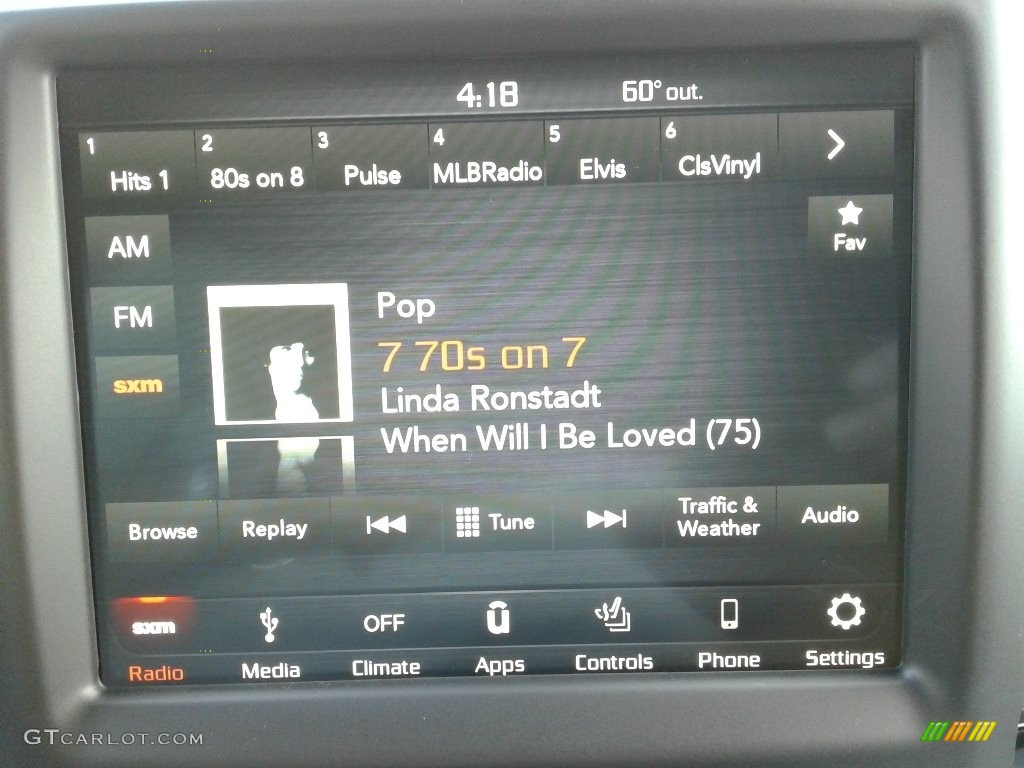 4:18 60° out.
1 2 3 4 5 6
Hits 1 80s on 8 Pulse MLBRadio Elvis ClsVinyl
AM
Fav
FM
sxm
Pop
7 70s on 7
Linda Ronstadt
When Will I Be Loved (75)
Browse Replay Tune Traffic & Weather Audio
sxm OFF
Radio Media Climate Apps Controls Phone Settings
GTCARLOT.COM